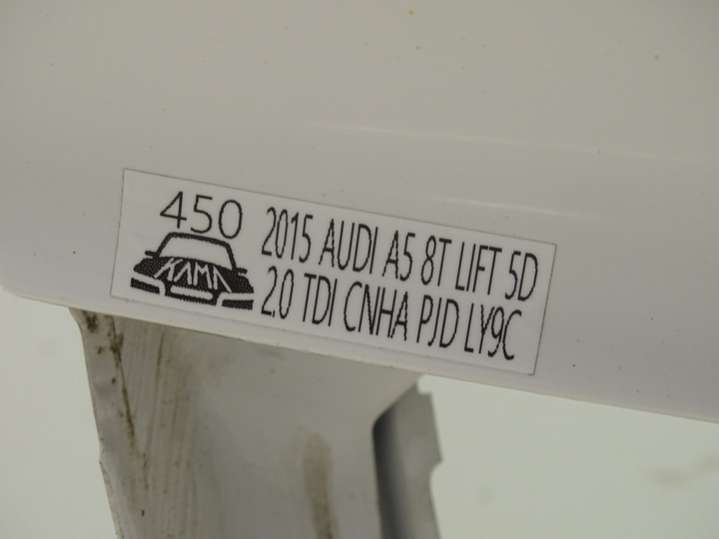 450
KAMA
2015 AUDI A5 8T LIFT 5D
2.0 TDI CNHA PJD LY9C